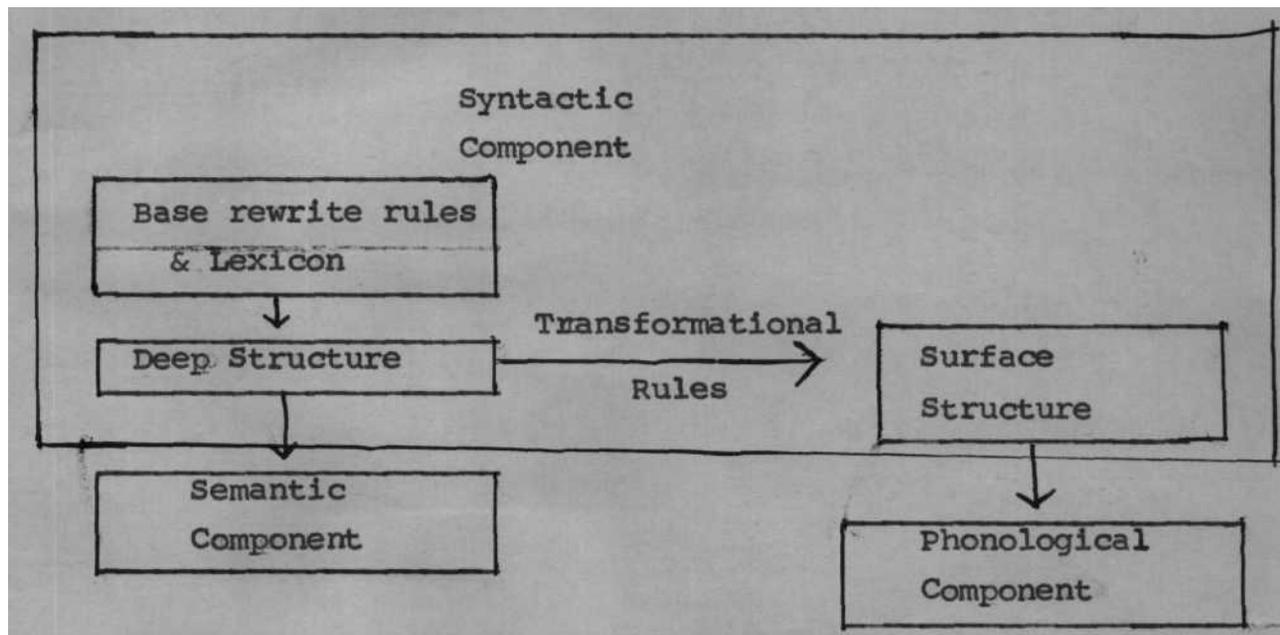 Syntactic
Component
Base rewrite rules
& Lexicon
Deep Structure
Transformational
Rules
Surface
Structure
Semantic
Component
Phonological
Component